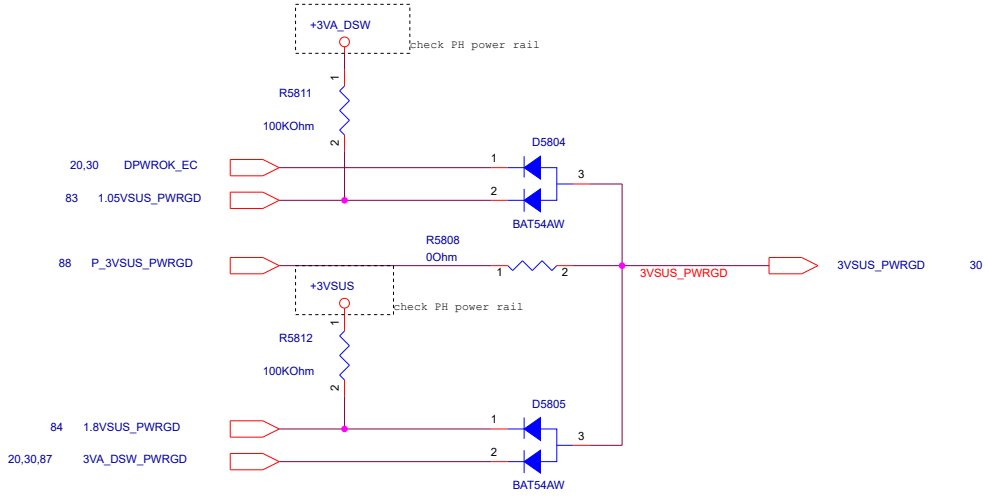 +3VA_DSW
check PH power rail
1
R5811
100KOhm
2
D5804
20,30 DPWROK_EC 1
3
83 1.05VSUS_PWRGD 2
BAT54AW
R5808
0Ohm
88 P_3VSUS_PWRGD 1 2 3VSUS_PWRGD 3VSUS_PWRGD 30
+3VSUS
check PH power rail
1
R5812
100KOhm
2
D5805
84 1.8VSUS_PWRGD 1
3
20,30,87 3VA_DSW_PWRGD 2
BAT54AW